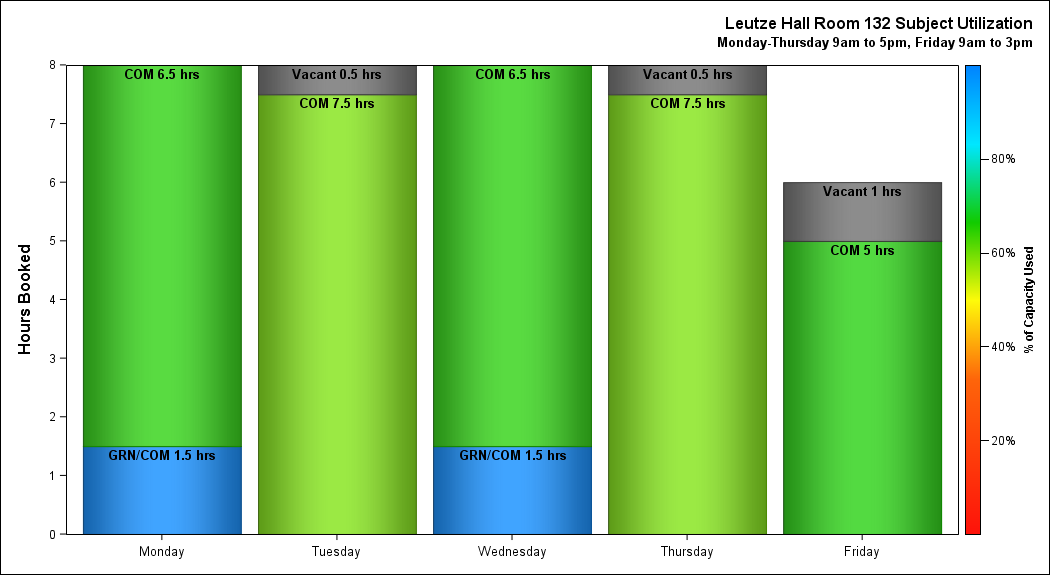 Leutze Hall Room 132 Subject Utilization
Monday-Thursday 9am to 5pm, Friday 9am to 3pm
Hours Booked
8
7
6
5
4
3
2
1
0
COM 6.5 hrs
GRN/COM 1.5 hrs
Vacant 0.5 hrs
COM 7.5 hrs
COM 6.5 hrs
GRN/COM 1.5 hrs
Vacant 0.5 hrs
COM 7.5 hrs
Vacant 1 hrs
COM 5 hrs
Monday
Tuesday
Wednesday
Thursday
Friday
80%
60%
40%
20%
% of Capacity Used